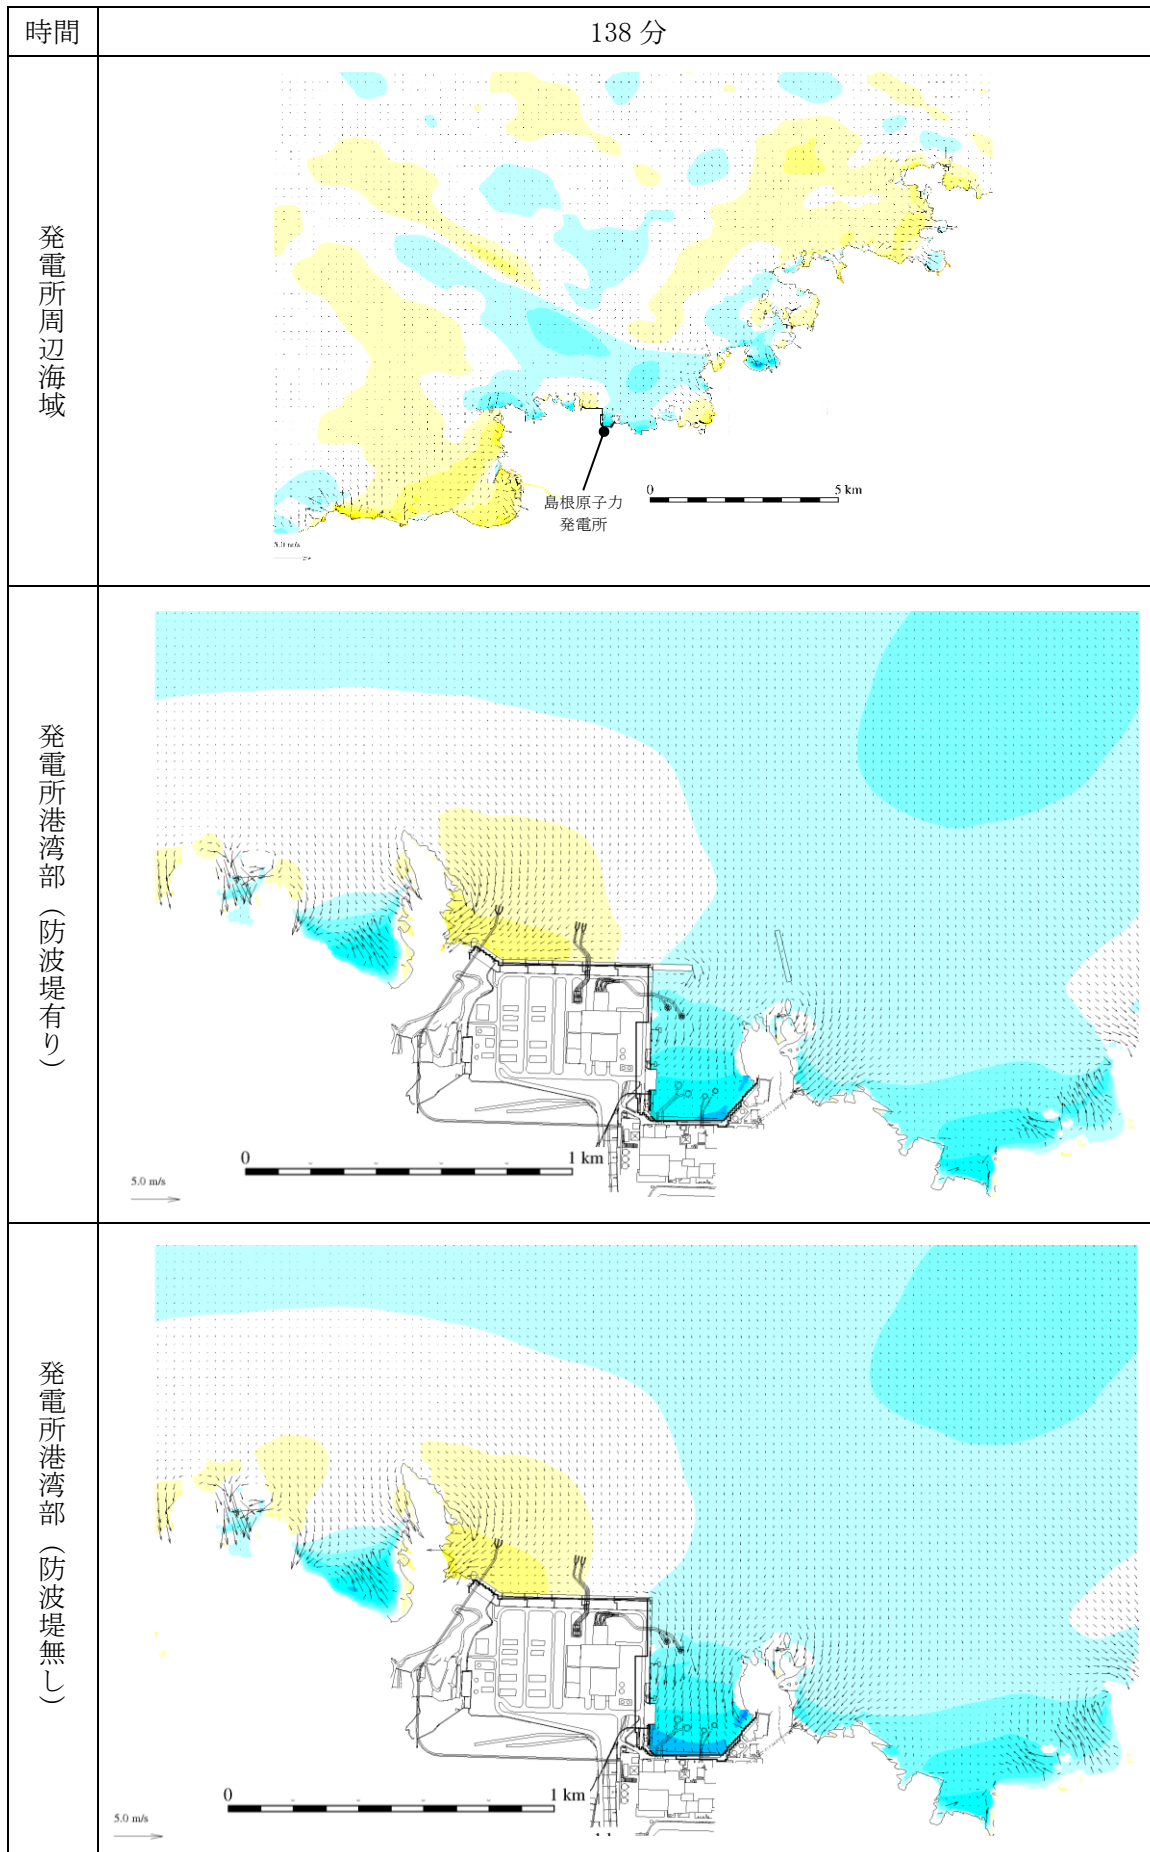 時間
138 分
発電所周辺海域
島根原子力
発電所
0 5 km
5.0 m/s
発電所港湾部（防波堤有り）
0 1 km
5.0 m/s
発電所港湾部（防波堤無し）
0 1 km
5.0 m/s